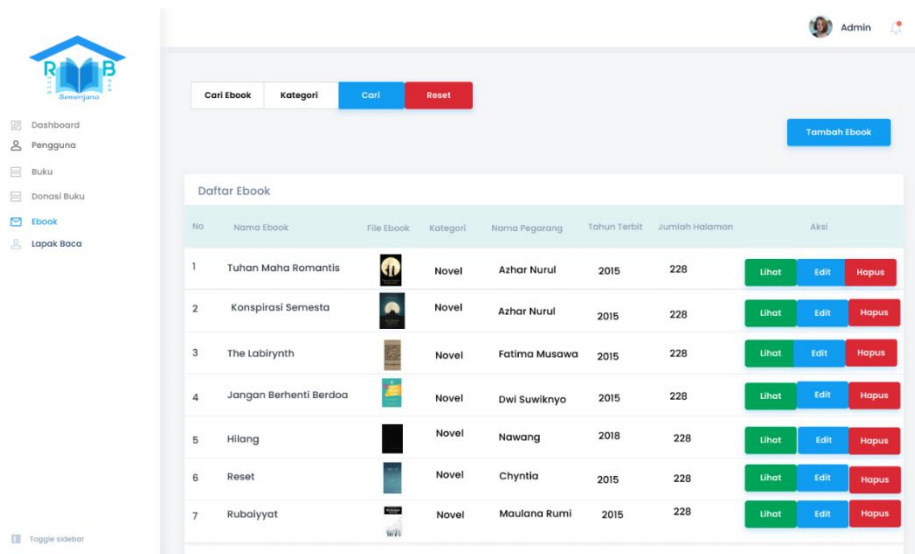 Admin
R B
Bemerjana
Cari Ebook Kategori Cari Reset
Dashboard
Pengguna
Buku
Donasi Buku
Ebook
Lapak Baca
Toggle sidebar
Tambah Ebook
Daftar Ebook
No Nama Ebook File Ebook Kategori Nama Pegarang Tahun Terbit Jumlah Halaman Aksi
1 Tuhan Maha Romantis Novel Azhar Nurul 2015 228 Lihat Edit Hapus
2 Konspirasi Semesta Novel Azhar Nurul 2015 228 Lihat Edit Hapus
3 The Labirynth Novel Fatima Musawa 2015 228 Lihat Edit Hapus
4 Jangan Berhenti Berdoa Novel Dwi Suwiknyo 2015 228 Lihat Edit Hapus
5 Hilang Novel Nawang 2018 228 Lihat Edit Hapus
6 Reset Novel Chyntia 2015 228 Lihat Edit Hapus
7 Rubaiyyat Novel Maulana Rumi 2015 228 Lihat Edit Hapus